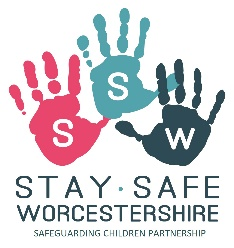 S S W
STAY · SAFE
WORCESTERSHIRE
SAFEGUARDING CHILDREN PARTNERSHIP